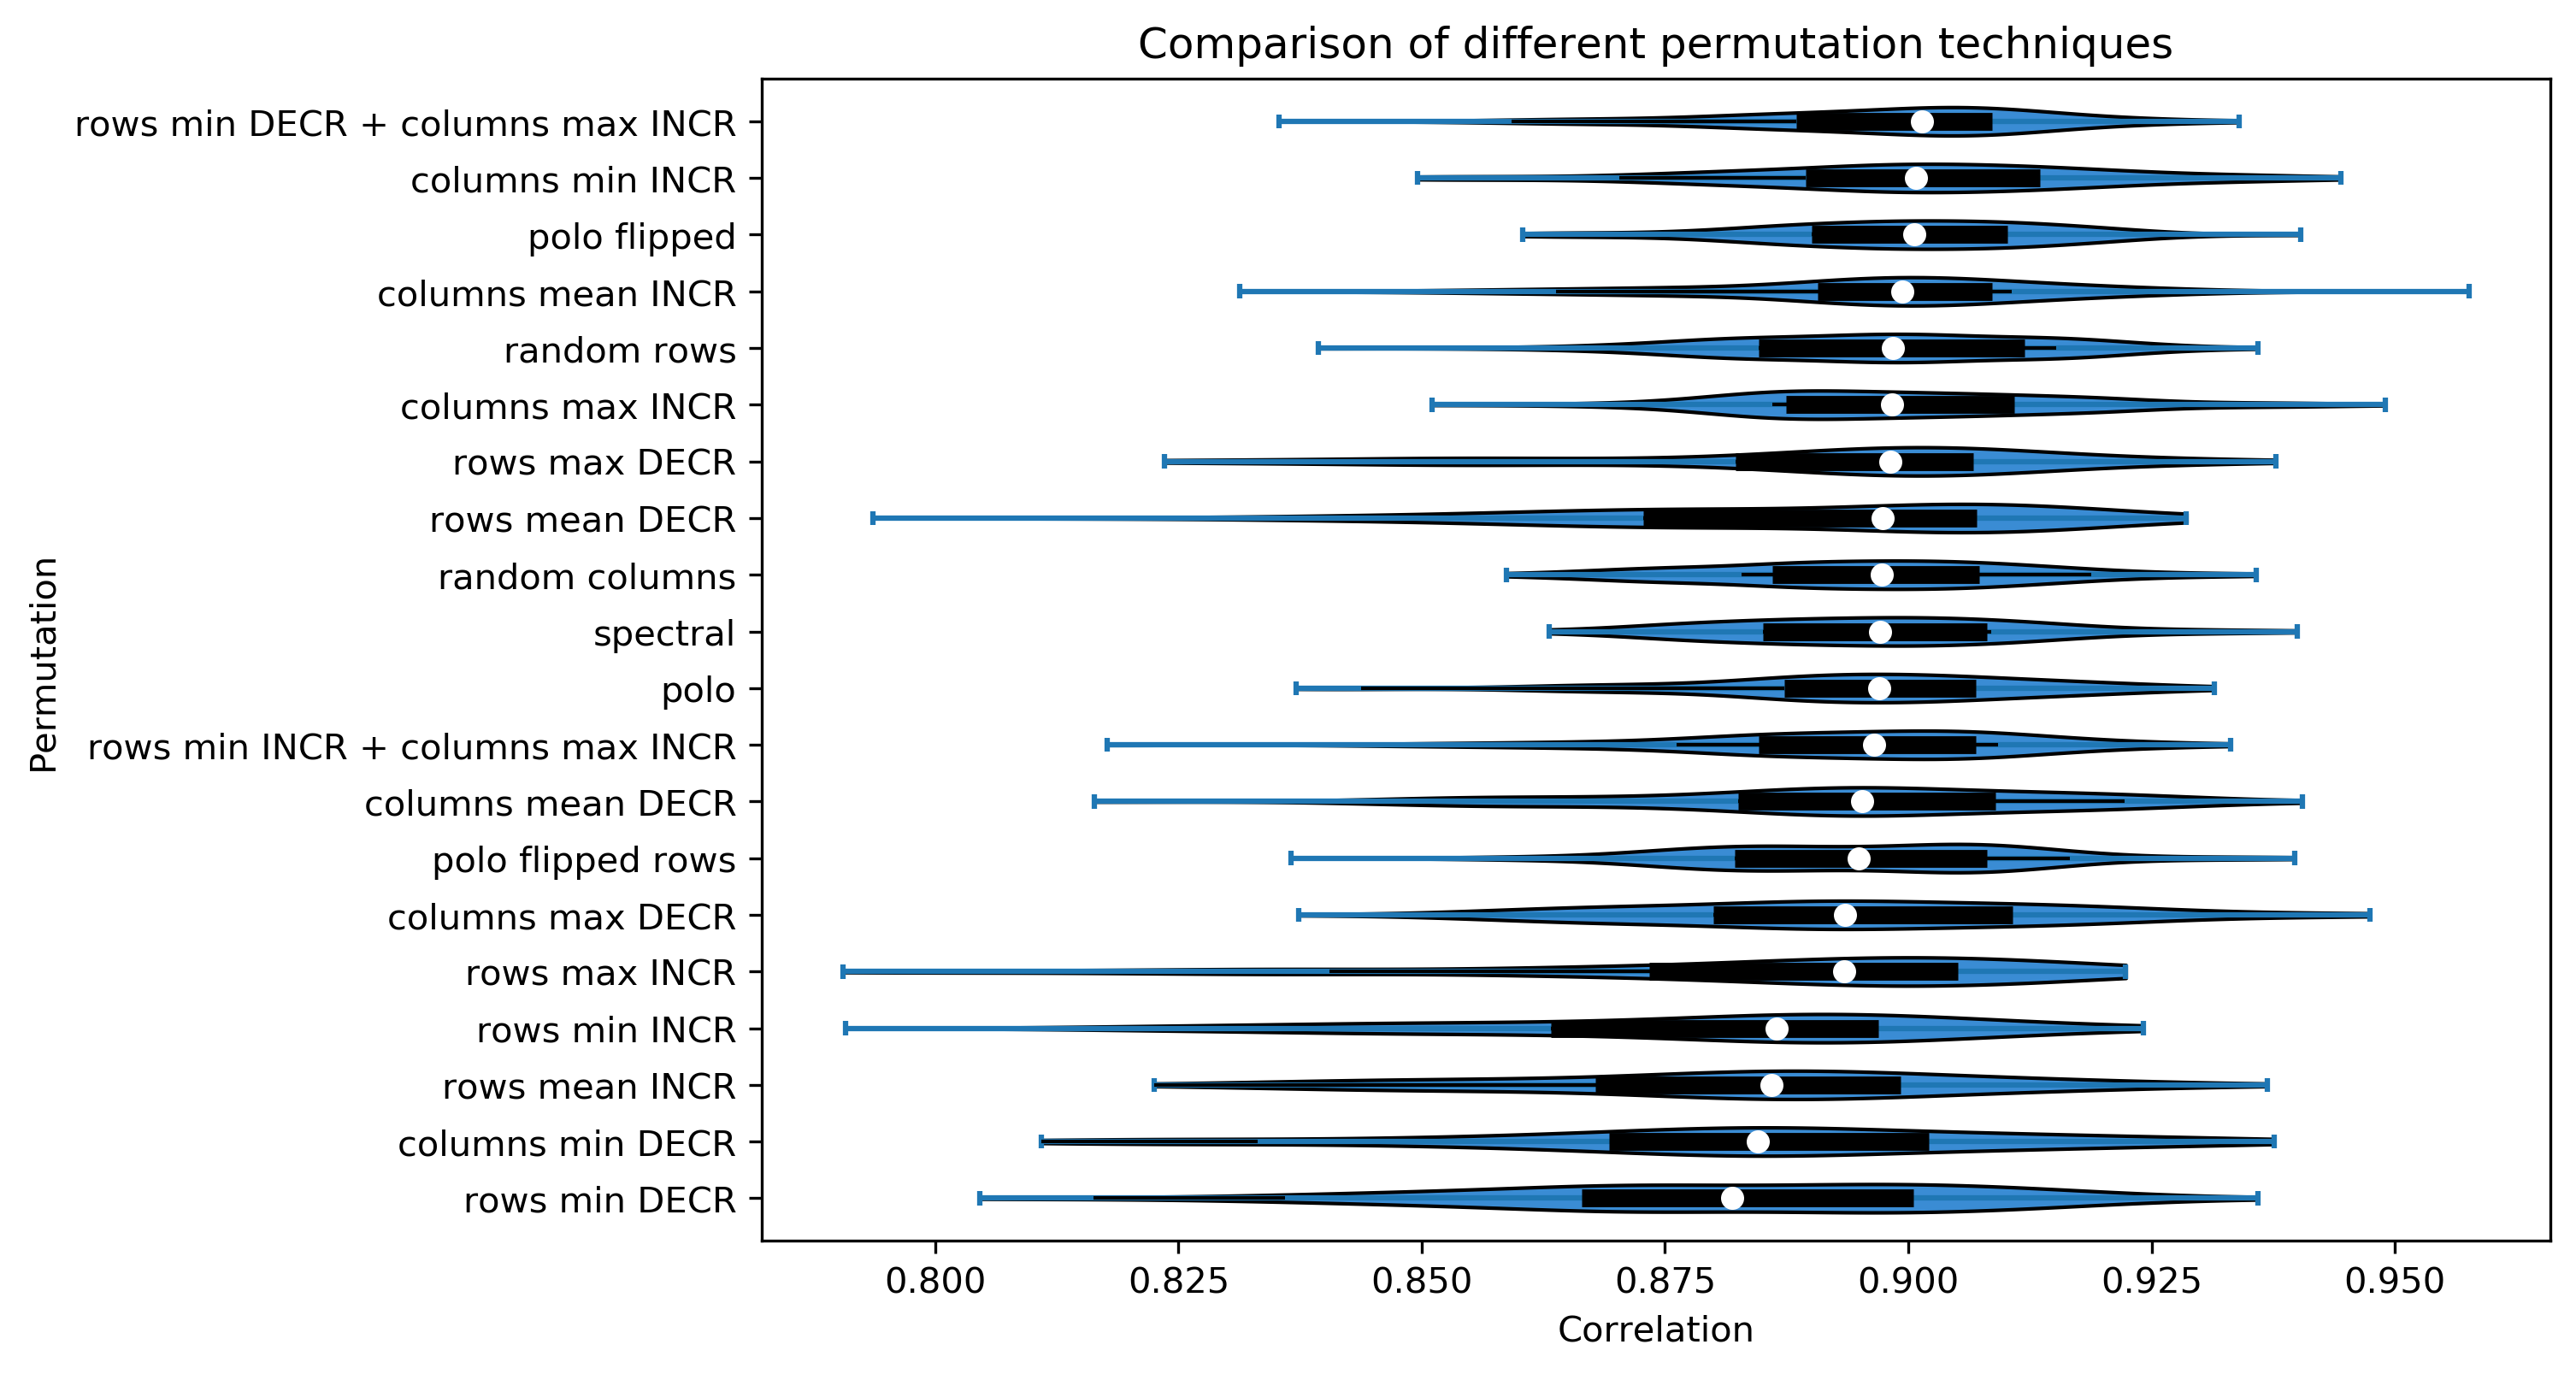 Comparison of different permutation techniques
rows min DECR + columns max INCR
columns min INCR
polo flipped
columns mean INCR
random rows
columns max INCR
rows max DECR
rows mean DECR
random columns
spectral
polo
rows min INCR + columns max INCR
columns mean DECR
polo flipped rows
columns max DECR
rows max INCR
rows min INCR
rows mean INCR
columns min DECR
rows min DECR
Permutation
0.800 0.825 0.850 0.875 0.900 0.925 0.950
Correlation